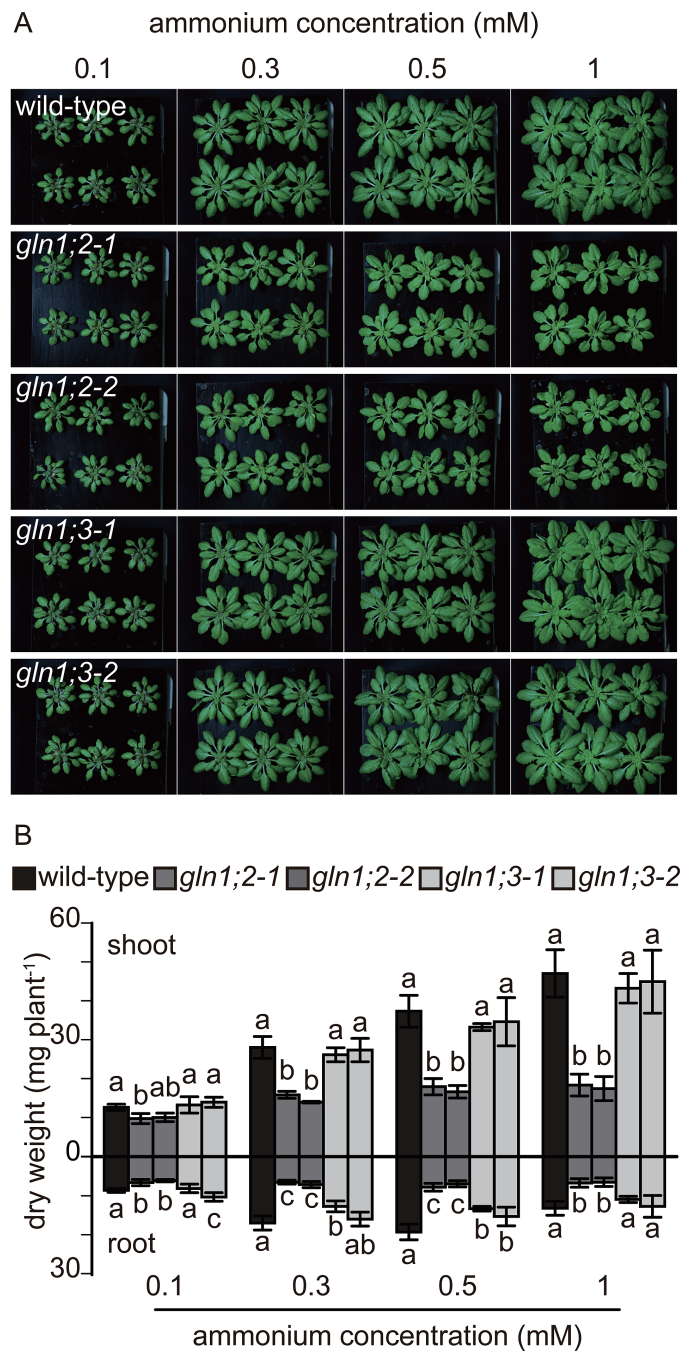 A
ammonium concentration (mM)
0.1 0.3 0.5 1
wild-type
gln1;2-1
gln1;2-2
gln1;3-1
gln1;3-2
B
wild-type gln1;2-1 gln1;2-2 gln1;3-1 gln1;3-2
60
shoot
30
0
root
30
dry weight (mg plant-1)
a b ab a a
a b b a a
a b b a a
a b b a a
a b b a c
a c c b ab
a c c b b
a b b a a
0.1 0.3 0.5 1
ammonium concentration (mM)